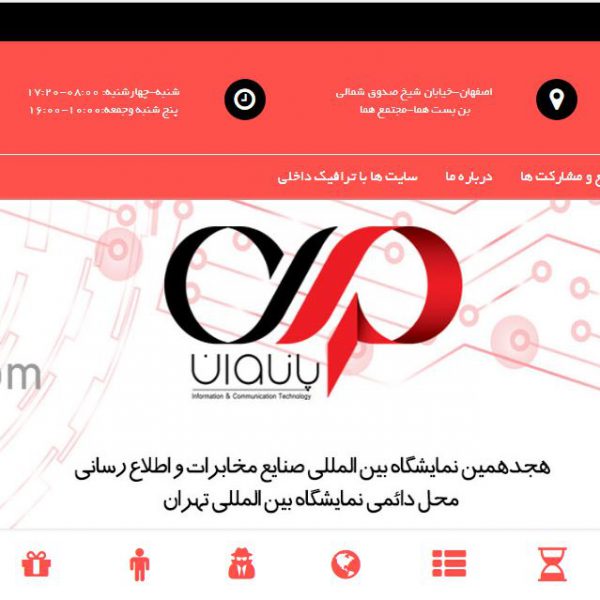 اصفهان-خیابان شیخ صدوق شمالی
بن بست هما-مجتمع هما
شنبه-چهارشنبه: ۰۸:۰۰-۱۷:۲۰
پنج شنبه وجمعه:۱۰:۰۰-۱۶:۰۰
ع و مشارکت ها
درباره ما
سایت ها با ترافیک داخلی
Information & Communication Technology
om
هجدهمین نمایشگاه بین المللی صنایع مخابرات و اطلاع رسانی
محل دائمی نمایشگاه بین المللی تهران